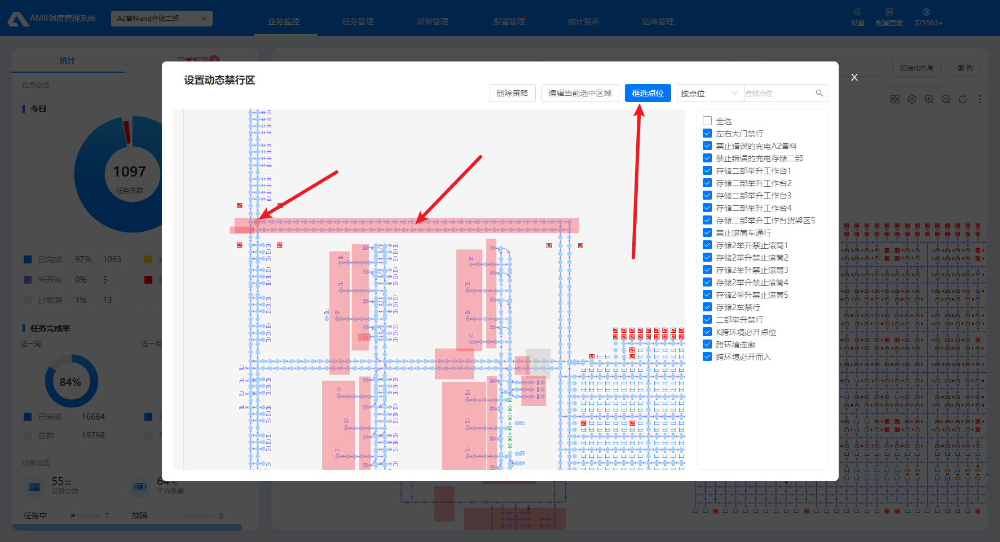 AMR调度管理系统
A2备料and存储二部
业务监控
任务管理
设备管理
报警管理
统计报表
运维管理
设置
配置管理
375563
统计
异常预警
任务总览
初始化布局
图 例
今日
1097
任务总数
已完成 97% 1063
未开始 0% 3
已取消 1% 13
任务完成率
近一周
近一月
84%
已完成 16684
总数 19798
设备总览
55台
设备总数
64%
平均电量
任务中 7
故障 0
设置动态禁行区
X
删除策略
编辑当前选中区域
框选点位
按点位
查找点位
全选
左右大门禁行
禁止错误的充电A2备料
禁止错误的充电存储二部
存储二部举升工作台1
存储二部举升工作台2
存储二部举升工作台3
存储二部举升工作台4
存储二部举升工作台货架区5
禁止滚筒车通行
存储2举升禁止滚筒1
存储2举升禁止滚筒2
存储2举升禁止滚筒3
存储2举升禁止滚筒4
存储2举升禁止滚筒5
存储2车禁行
二部举升禁行
K跨环境必开点位
跨环境连廊
跨环境必开而入